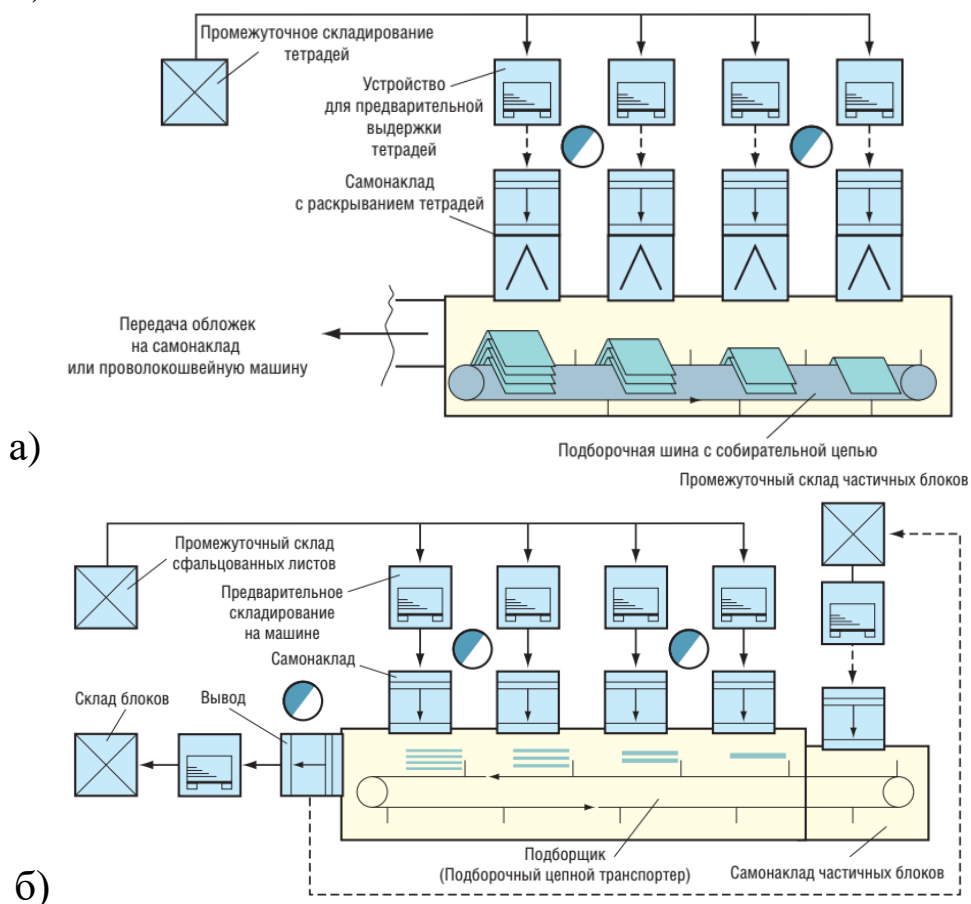 Промежуточное складирование
тетрадей
Устройство
для предварительной
выдержки
тетрадей
Самонаклад
с раскрыванием тетрадей
Передача обложек
на самонаклад
или проволокошвейную машину
Подборочная шина с собирательной цепью
а)
Промежуточный склад частичных блоков
Промежуточный склад
сфальцованных листов
Предварительное
складирование
на машине
Самонаклад
Склад блоков
Вывод
Подборщик
(Подборочный цепной транспортер)
Самонаклад частичных блоков
б)